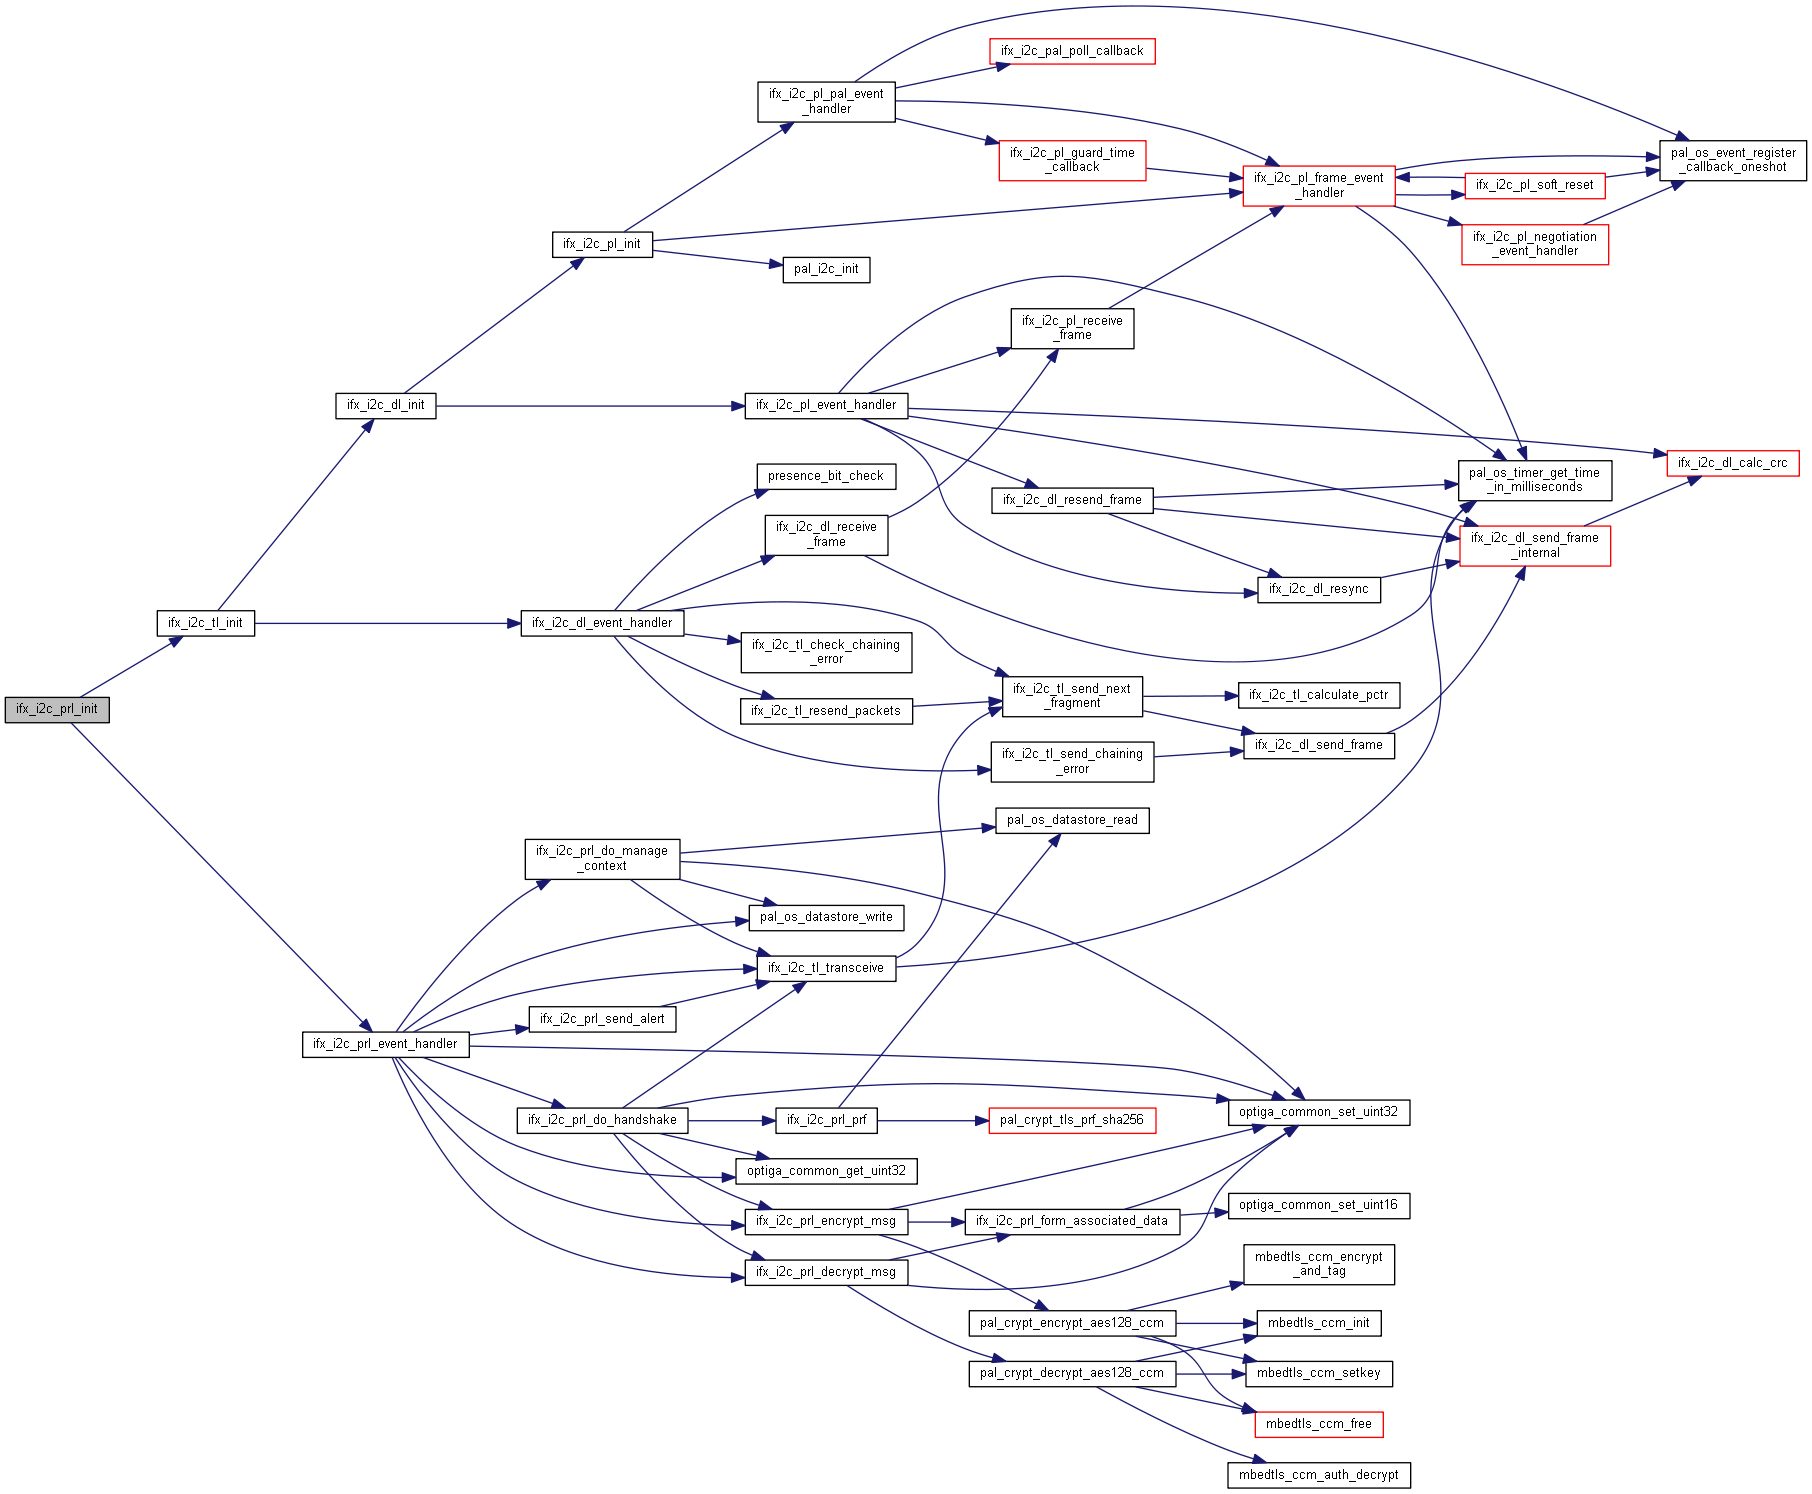 ifx_i2c_pal_poll_callback
ifx_i2c_pl_pal_event
_handler
ifx_i2c_pl_guard_time
_callback
pal_os_event_register
_callback_oneshot
ifx_i2c_pl_frame_event
_handler
ifx_i2c_pl_soft_reset
ifx_i2c_pl_init
ifx_i2c_pl_negotiation
_event_handler
pal_i2c_init
ifx_i2c_pl_receive
_frame
ifx_i2c_dl_init
ifx_i2c_pl_event_handler
ifx_i2c_dl_calc_crc
presence_bit_check
pal_os_timer_get_time
_in_milliseconds
ifx_i2c_dl_resend_frame
ifx_i2c_dl_receive
_frame
ifx_i2c_dl_send_frame
_internal
ifx_i2c_dl_resync
ifx_i2c_tl_init
ifx_i2c_dl_event_handler
ifx_i2c_tl_check_chaining
_error
ifx_i2c_tl_send_next
_fragment
ifx_i2c_tl_calculate_pctr
ifx_i2c_prl_init
ifx_i2c_tl_resend_packets
ifx_i2c_dl_send_frame
ifx_i2c_tl_send_chaining
_error
pal_os_datastore_read
ifx_i2c_prl_do_manage
_context
pal_os_datastore_write
ifx_i2c_tl_transceive
ifx_i2c_prl_send_alert
ifx_i2c_prl_event_handler
optiga_common_set_uint32
ifx_i2c_prl_do_handshake
ifx_i2c_prl_prf
pal_crypt_tls_prf_sha256
optiga_common_get_uint32
optiga_common_set_uint16
ifx_i2c_prl_encrypt_msg
ifx_i2c_prl_form_associated_data
mbedtls_ccm_encrypt
_and_tag
ifx_i2c_prl_decrypt_msg
pal_crypt_encrypt_aes128_ccm
mbedtls_ccm_init
pal_crypt_decrypt_aes128_ccm
mbedtls_ccm_setkey
mbedtls_ccm_free
mbedtls_ccm_auth_decrypt